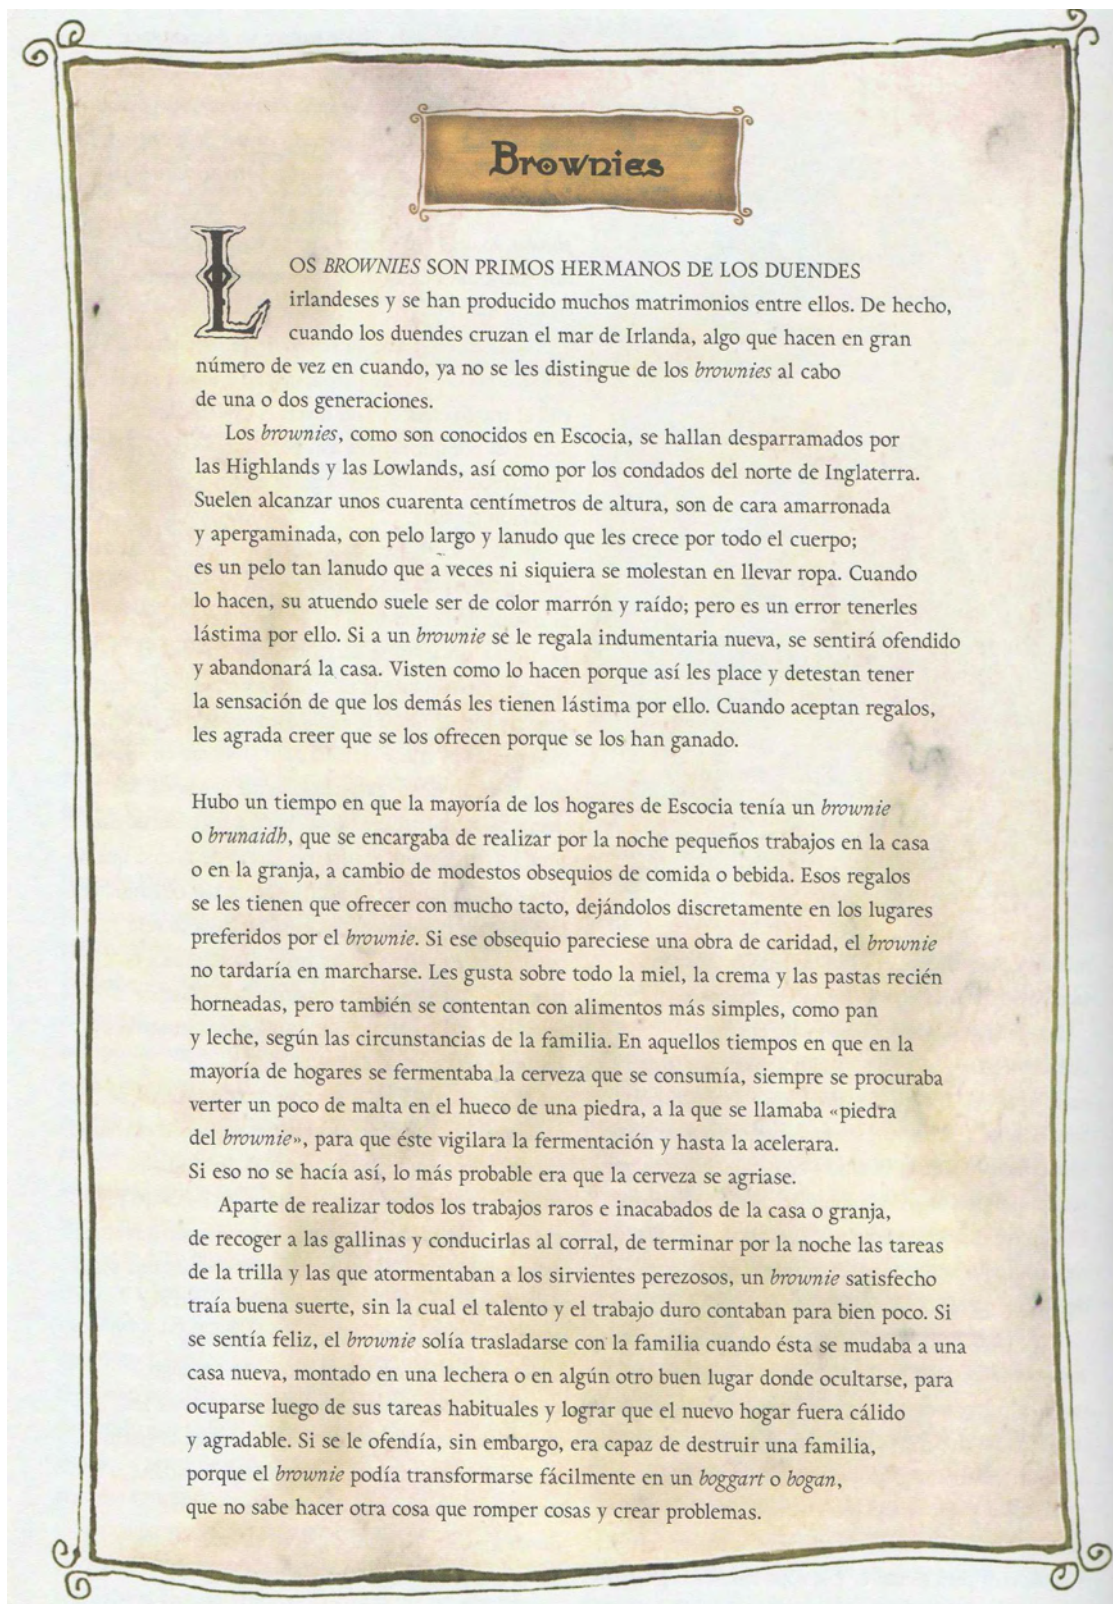 Brownies
LOS BROWNIES SON PRIMOS HERMANOS DE LOS DUENDES
irlandeses y se han producido muchos matrimonios entre ellos. De hecho,
cuando los duendes cruzan el mar de Irlanda, algo que hacen en gran
número de vez en cuando, ya no se les distingue de los brownies al cabo
de una o dos generaciones.
Los brownies, como son conocidos en Escocia, se hallan desparramados por
las Highlands y las Lowlands, así como por los condados del norte de Inglaterra.
Suelen alcanzar unos cuarenta centímetros de altura, son de cara amarronada
y apergaminada, con pelo largo y lanudo que les crece por todo el cuerpo;
es un pelo tan lanudo que a veces ni siquiera se molestan en llevar ropa. Cuando
lo hacen, su atuendo suele ser de color marrón y raído; pero es un error tenerles
lástima por ello. Si a un brownie se le regala indumentaria nueva, se sentirá ofendido
y abandonará la casa. Visten como lo hacen porque así les place y detestan tener
la sensación de que los demás les tienen lástima por ello. Cuando aceptan regalos,
les agrada creer que se los ofrecen porque se los han ganado.
Hubo un tiempo en que la mayoría de los hogares de Escocia tenía un brownie
o brunaidh, que se encargaba de realizar por la noche pequeños trabajos en la casa
o en la granja, a cambio de modestos obsequios de comida o bebida. Esos regalos
se les tienen que ofrecer con mucho tacto, dejándolos discretamente en los lugares
preferidos por el brownie. Si ese obsequio pareciese una obra de caridad, el brownie
no tardaría en marcharse. Les gusta sobre todo la miel, la crema y las pastas recién
horneadas, pero también se contentan con alimentos más simples, como pan
y leche, según las circunstancias de la familia. En aquellos tiempos en que en la
mayoría de hogares se fermentaba la cerveza que se consumía, siempre se procuraba
verter un poco de malta en el hueco de una piedra, a la que se llamaba «piedra
del brownie», para que éste vigilara la fermentación y hasta la acelerara.
Si eso no se hacía así, lo más probable era que la cerveza se agriase.
Aparte de realizar todos los trabajos raros e inacabados de la casa o granja,
de recoger a las gallinas y conducirlas al corral, de terminar por la noche las tareas
de la trilla y las que atormentaban a los sirvientes perezosos, un brownie satisfecho
traía buena suerte, sin la cual el talento y el trabajo duro contaban para bien poco. Si
se sentía feliz, el brownie solía trasladarse con la familia cuando ésta se mudaba a una
casa nueva, montado en una lechera o en algún otro buen lugar donde ocultarse, para
ocuparse luego de sus tareas habituales y lograr que el nuevo hogar fuera cálido
y agradable. Si se le ofendía, sin embargo, era capaz de destruir una familia,
porque el brownie podía transformarse fácilmente en un boggart o bogan,
que no sabe hacer otra cosa que romper cosas y crear problemas.